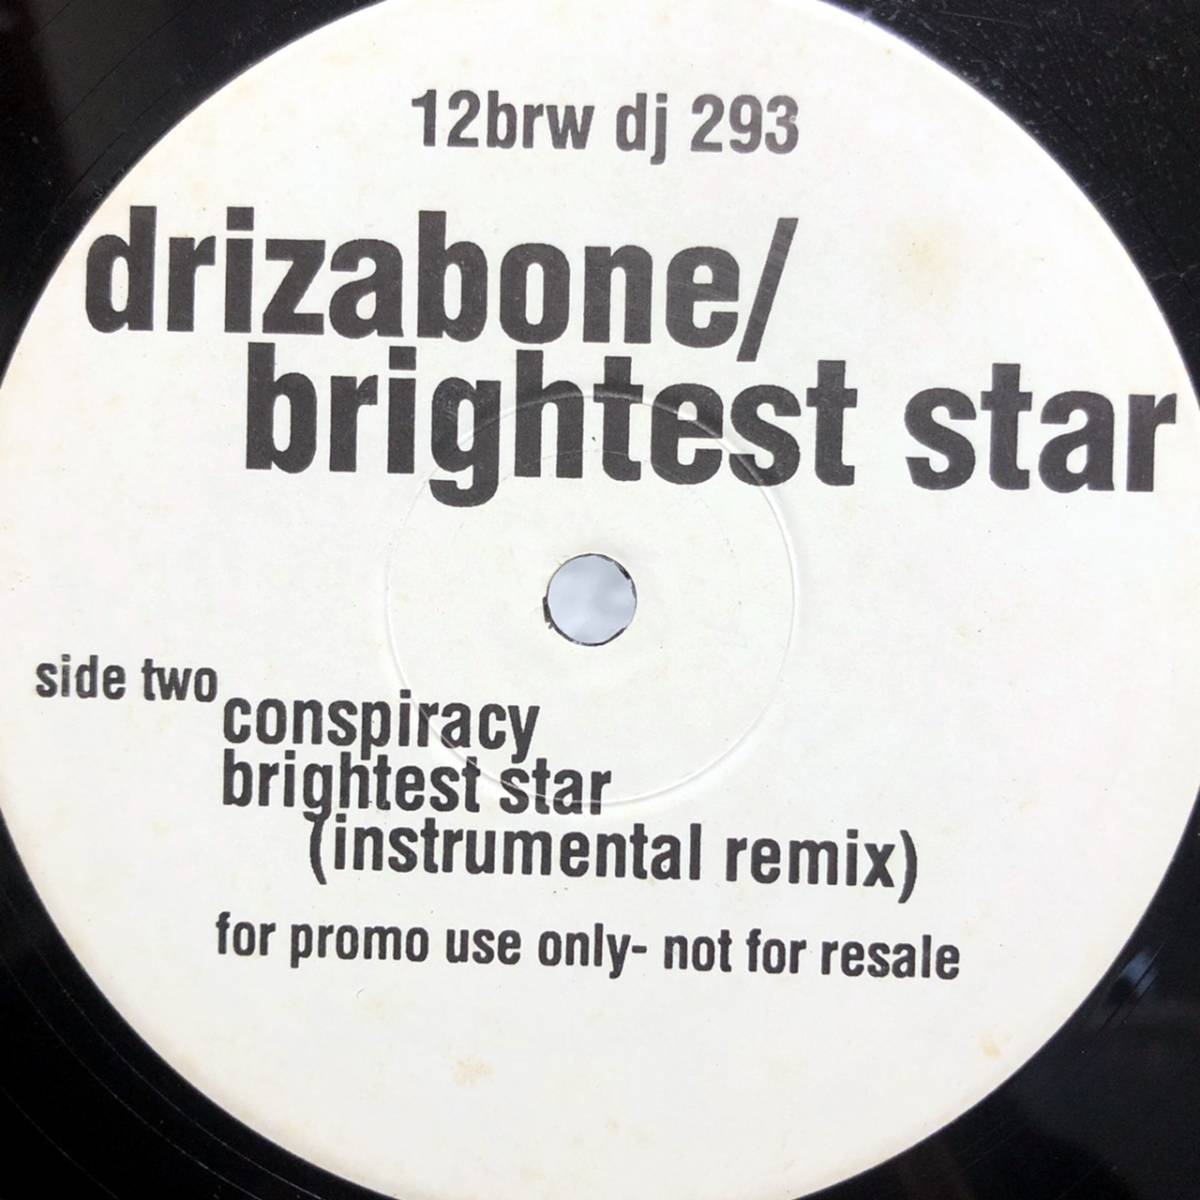 12brw dj 293
drizabone/
brightest star
side two
conspiracy
brightest star
(instrumental remix)
for promo use only- not for resale